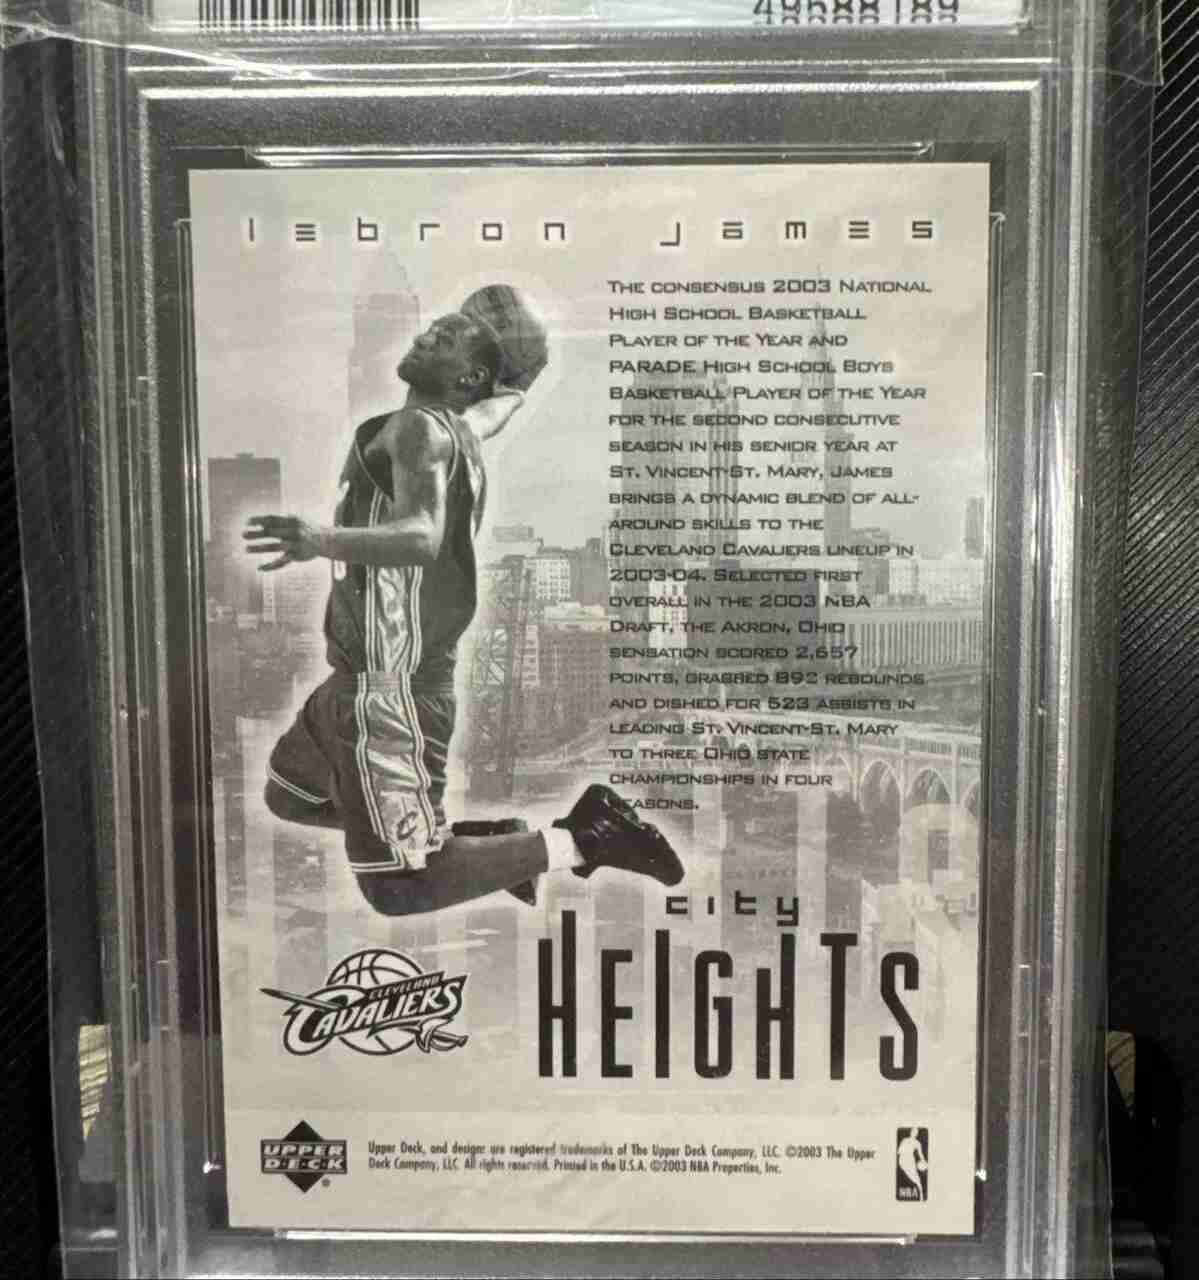 49588189
lebron james
THE CONSENSUS 2003 NATIONAL
HIGH SCHOOL BASKETBALL
PLAYER OF THE YEAR AND
PARADE HIGH SCHOOL BOYS
BASKETBALL PLAYER OF THE YEAR
FOR THE SECOND CONSECUTIVE
SEASON IN HIS SENIOR YEAR AT
ST. VINCENT-ST. MARY, JAMES
BRINGS A DYNAMIC BLEND OF ALL-
AROUND SKILLS TO THE
CLEVELAND CAVALIERS LINEUP IN
2003-04. SELECTED FIRST
OVERALL IN THE 2003 NBA
DRAFT, THE AKRON, OHIO
SENSATION SCORED 2,657
POINTS, GRABBED 892 REBOUNDS
AND DISHED FOR 523 ASSISTS IN
LEADING ST. VINCENT-ST. MARY
TO THREE OHIO STATE
CHAMPIONSHIPS IN FOUR
SEASONS.
city
HEIGHTS
CLEVELAND
CAVALIERS
UPPER
D·E·C·K
Upper Deck, and design are registered trademarks of The Upper Deck Company, LLC. ©2003 The Upper
Deck Company, LLC. All rights reserved. Printed in the U.S.A. ©2003 NBA Properties, Inc.
NBA